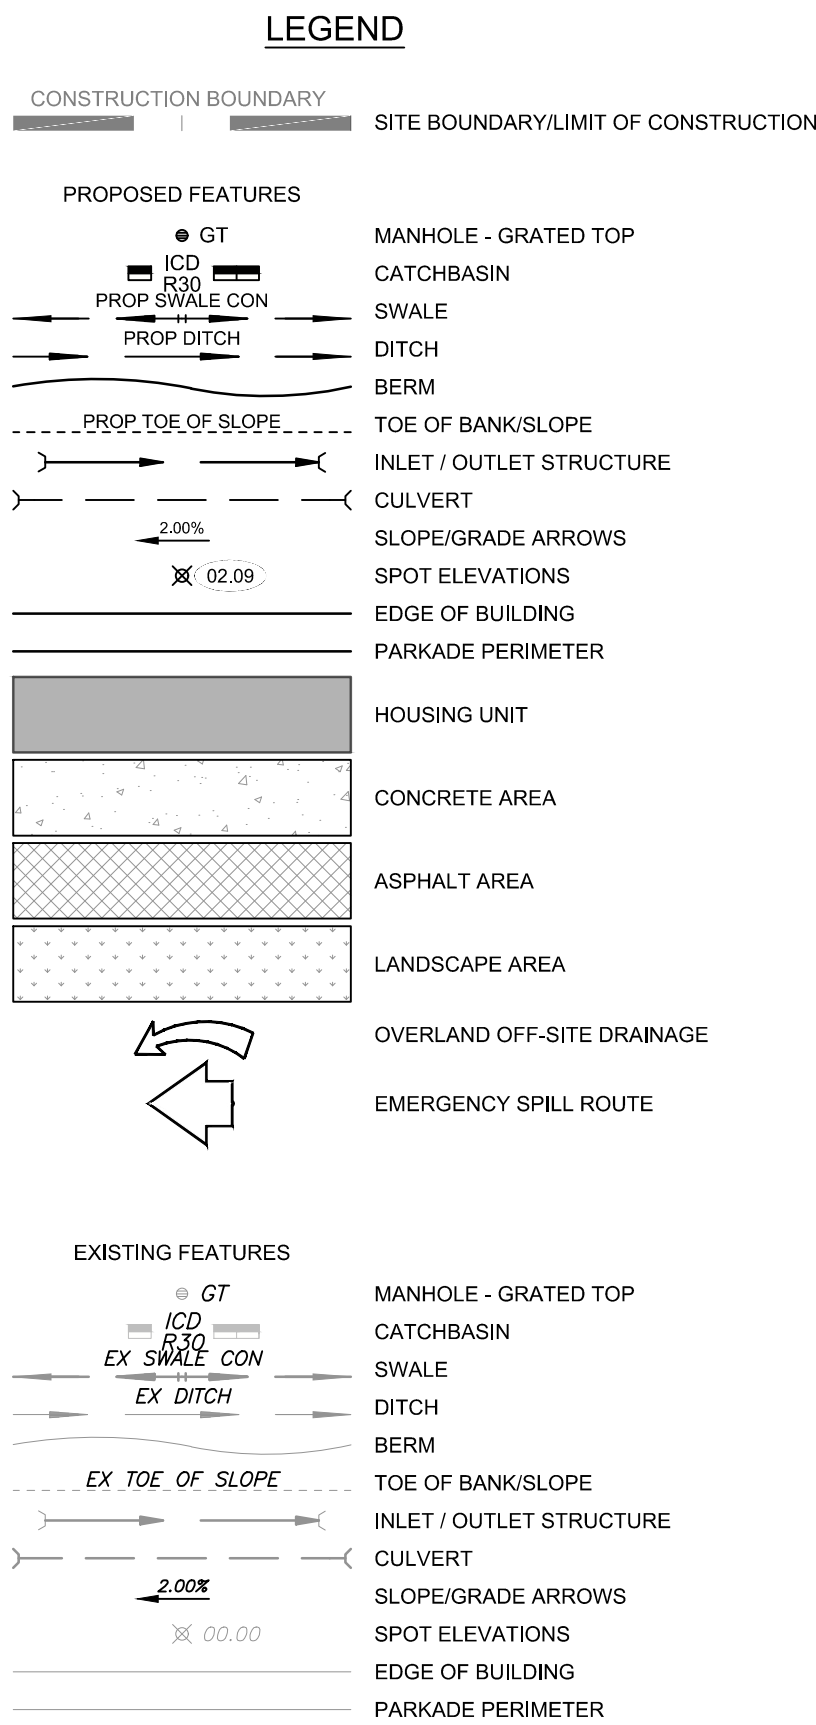 LEGEND
CONSTRUCTION BOUNDARY
SITE BOUNDARY/LIMIT OF CONSTRUCTION
PROPOSED FEATURES
GT MANHOLE - GRATED TOP
ICD
R30
CATCHBASIN
PROP SWALE CON
SWALE
PROP DITCH
DITCH
BERM
PROP TOE OF SLOPE TOE OF BANK/SLOPE
INLET / OUTLET STRUCTURE
CULVERT
2.00%
SLOPE/GRADE ARROWS
02.09 SPOT ELEVATIONS
EDGE OF BUILDING
PARKADE PERIMETER
HOUSING UNIT
CONCRETE AREA
ASPHALT AREA
LANDSCAPE AREA
OVERLAND OFF-SITE DRAINAGE
EMERGENCY SPILL ROUTE
EXISTING FEATURES
GT MANHOLE - GRATED TOP
ICD
R30
CATCHBASIN
EX SWALE CON
SWALE
EX DITCH
DITCH
BERM
EX TOE OF SLOPE TOE OF BANK/SLOPE
INLET / OUTLET STRUCTURE
CULVERT
2.00%
SLOPE/GRADE ARROWS
00.00 SPOT ELEVATIONS
EDGE OF BUILDING
PARKADE PERIMETER